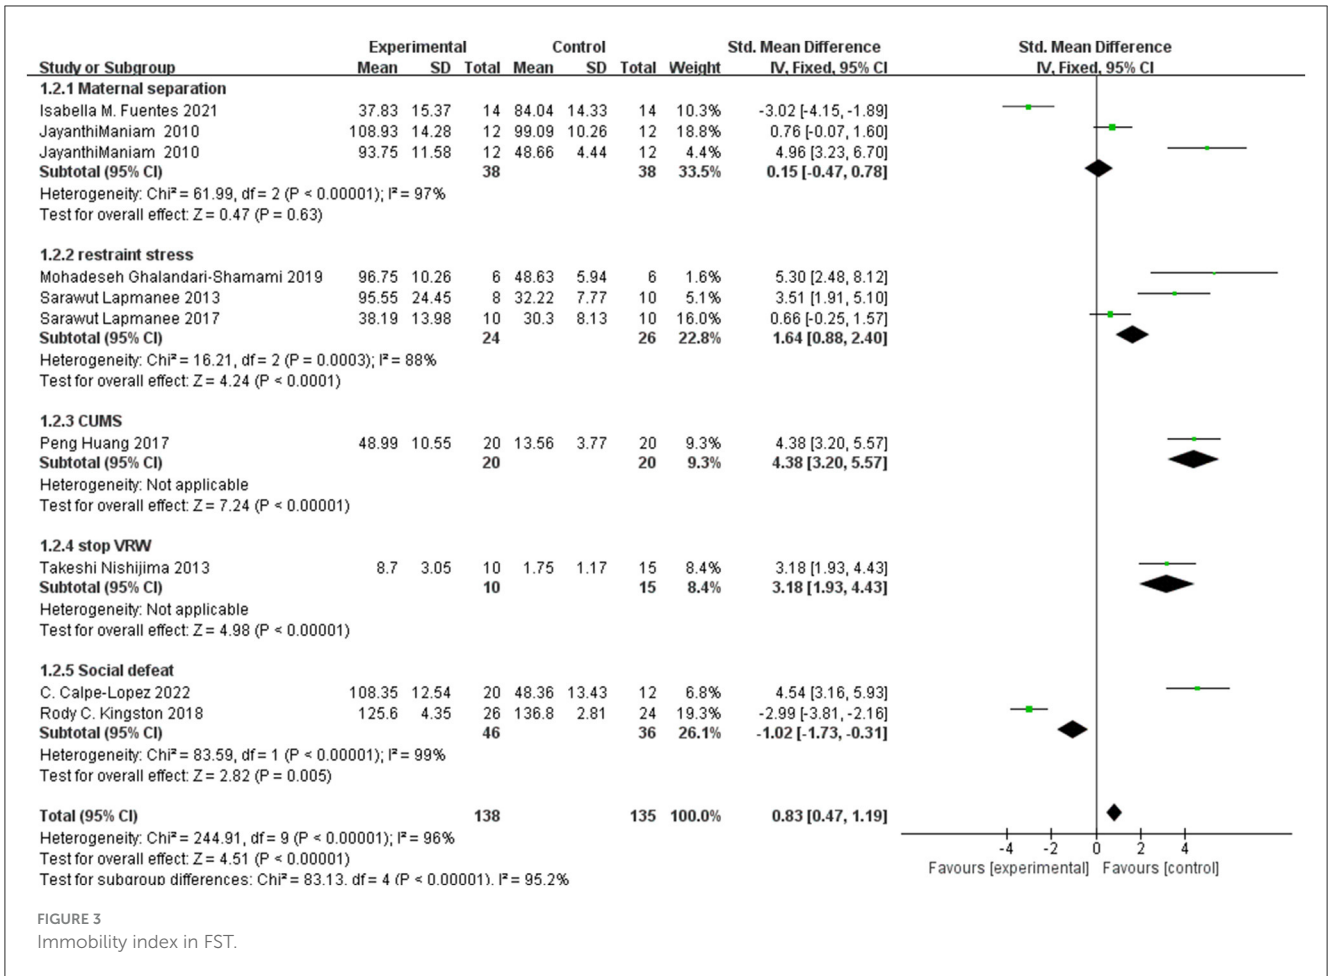 Experimental Control Std. Mean Difference Std. Mean Difference
Study or Subgroup Mean SD Total Mean SD Total Weight IV, Fixed, 95% CI IV, Fixed, 95% CI
1.2.1 Maternal separation
Isabella M. Fuentes 2021 37.83 15.37 14 84.04 14.33 14 10.3% -3.02 [-4.15, -1.89]
JayanthiManiam 2010 108.93 14.28 12 99.09 10.26 12 18.8% 0.76 [-0.07, 1.60]
JayanthiManiam 2010 93.75 11.58 12 48.66 4.44 12 4.4% 4.96 [3.23, 6.70]
Subtotal (95% CI) 38 38 33.5% 0.15 [-0.47, 0.78]
Heterogeneity: Chi² = 61.99, df = 2 (P < 0.00001); I² = 97%
Test for overall effect: Z = 0.47 (P = 0.63)
1.2.2 restraint stress
Mohadeseh Ghalandari-Shamami 2019 96.75 10.26 6 48.63 5.94 6 1.6% 5.30 [2.48, 8.12]
Sarawut Lapmanee 2013 95.55 24.45 8 32.22 7.77 10 5.1% 3.51 [1.91, 5.10]
Sarawut Lapmanee 2017 38.19 13.98 10 30.3 8.13 10 16.0% 0.66 [-0.25, 1.57]
Subtotal (95% CI) 24 26 22.8% 1.64 [0.88, 2.40]
Heterogeneity: Chi² = 16.21, df = 2 (P = 0.0003); I² = 88%
Test for overall effect: Z = 4.24 (P < 0.0001)
1.2.3 CUMS
Peng Huang 2017 48.99 10.55 20 13.56 3.77 20 9.3% 4.38 [3.20, 5.57]
Subtotal (95% CI) 20 20 9.3% 4.38 [3.20, 5.57]
Heterogeneity: Not applicable
Test for overall effect: Z = 7.24 (P < 0.00001)
1.2.4 stop VRW
Takeshi Nishijima 2013 8.7 3.05 10 1.75 1.17 15 8.4% 3.18 [1.93, 4.43]
Subtotal (95% CI) 10 15 8.4% 3.18 [1.93, 4.43]
Heterogeneity: Not applicable
Test for overall effect: Z = 4.98 (P < 0.00001)
1.2.5 Social defeat
C. Calpe-Lopez 2022 108.35 12.54 20 48.36 13.43 12 6.8% 4.54 [3.16, 5.93]
Rody C. Kingston 2018 125.6 4.35 26 136.8 2.81 24 19.3% -2.99 [-3.81, -2.16]
Subtotal (95% CI) 46 36 26.1% -1.02 [-1.73, -0.31]
Heterogeneity: Chi² = 83.59, df = 1 (P < 0.00001); I² = 99%
Test for overall effect: Z = 2.82 (P = 0.005)
Total (95% CI) 138 135 100.0% 0.83 [0.47, 1.19]
Heterogeneity: Chi² = 244.91, df = 9 (P < 0.00001); I² = 96%
Test for overall effect: Z = 4.51 (P < 0.00001)
Test for subgroup differences: Chi² = 83.13. df = 4 (P < 0.00001). I² = 95.2%
-4 -2 0 2 4
Favours [experimental] Favours [control]
FIGURE 3
Immobility index in FST.